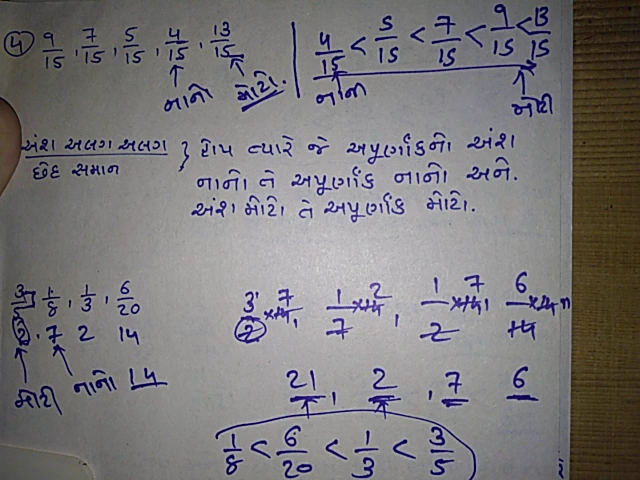 (4) 9/15, 7/15, 5/15, 4/15, 13/15
નાનો મોટો.
4/15 < 5/15 < 7/15 < 9/15 < 13/15
નાની મોટી
અંશ અલગ અલગ
છેદ સમાન
હોય ત્યારે જે અપૂર્ણાંકનો અંશ
નાનો તે અપૂર્ણાંક નાનો અને.
અંશ મોટો તે અપૂર્ણાંક મોટો.
1/8, 1/3, 6/20
2, 7 2 14
મોટી નાનો 14
21, 2, 7 6
1/8 < 6/20 < 1/3 < 3/5